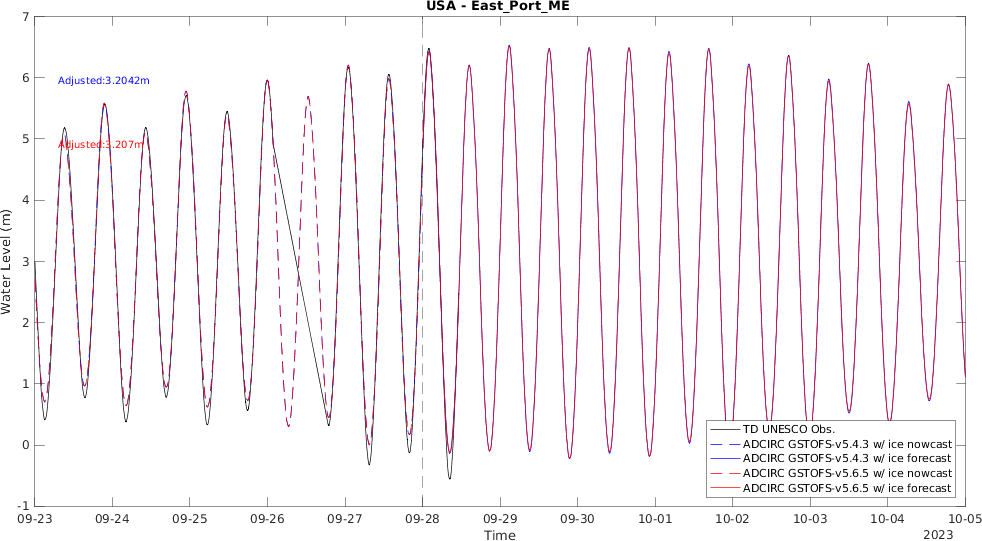 USA - East_Port_ME
7
6
5
4
3
2
1
0
-1
Water Level (m)
Adjusted:3.2042m
Adjusted:3.207m
TD UNESCO Obs.
ADCIRC GSTOFS-v5.4.3 w/ ice nowcast
ADCIRC GSTOFS-v5.4.3 w/ ice forecast
ADCIRC GSTOFS-v5.6.5 w/ ice nowcast
ADCIRC GSTOFS-v5.6.5 w/ ice forecast
09-23 09-24 09-25 09-26 09-27 09-28 09-29 09-30 10-01 10-02 10-03 10-04 10-05
Time
2023